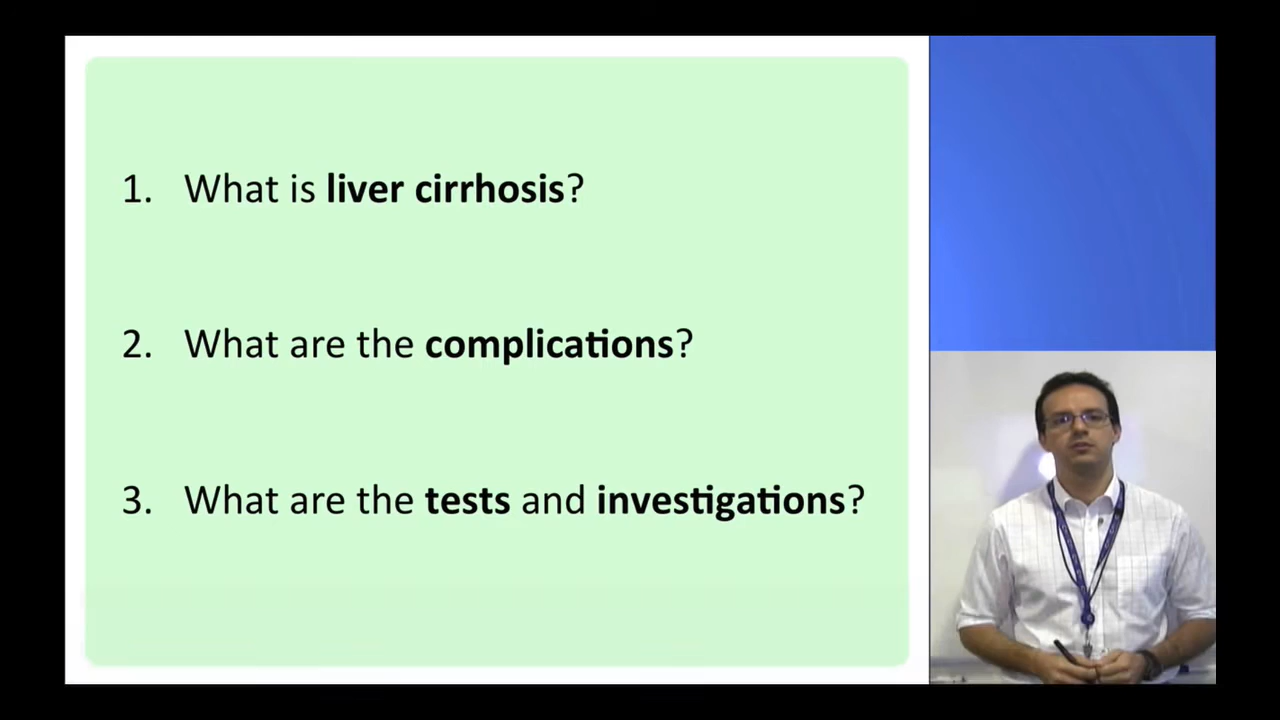 1. What is liver cirrhosis?
2. What are the complications?
3. What are the tests and investigations?